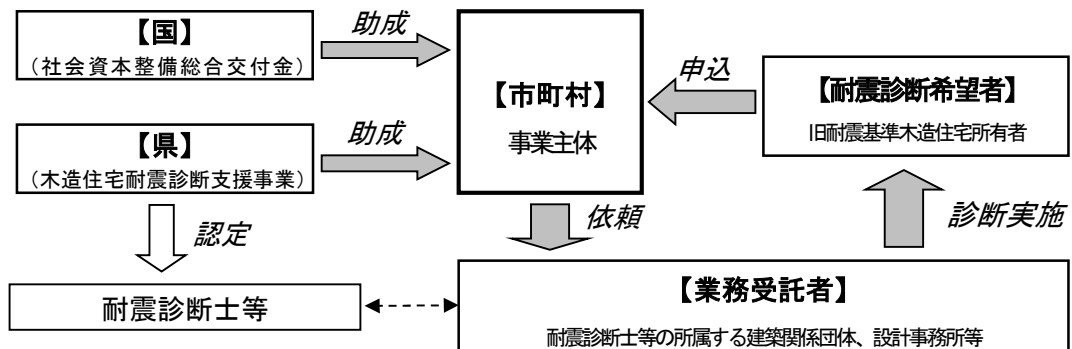 【国】
（社会資本整備総合交付金）
助成
【県】
（木造住宅耐震診断支援事業）
助成
【市町村】
事業主体
申込
【耐震診断希望者】
旧耐震基準木造住宅所有者
認定
依頼
診断実施
耐震診断士等
【業務受託者】
耐震診断士等の所属する建築関係団体、設計事務所等